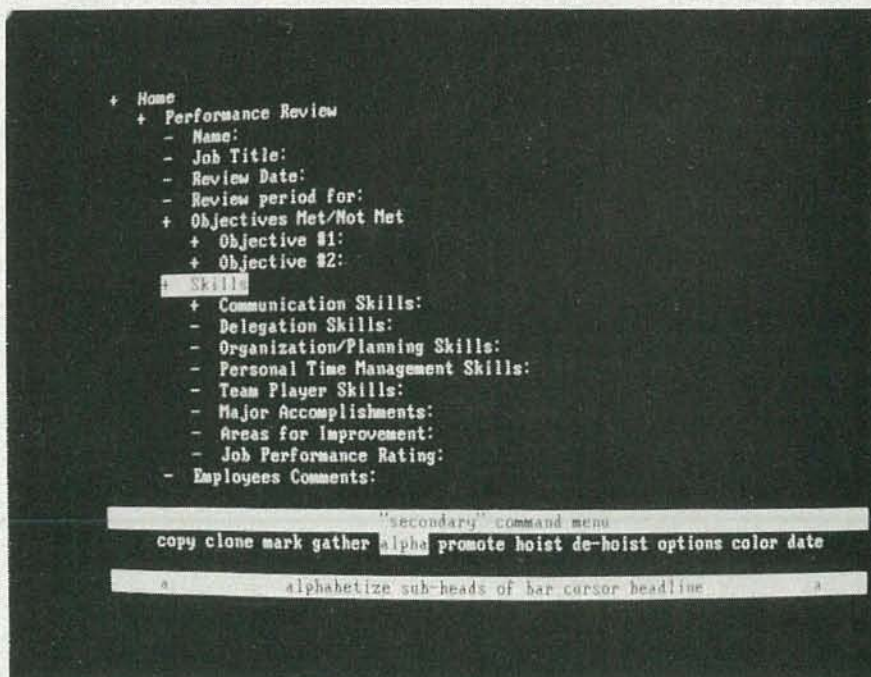 + Home
+ Performance Review
- Name:
- Job Title:
- Review Date:
- Review period for:
+ Objectives Met/Not Met
+ Objective #1:
+ Objective #2:
+ Skills
+ Communication Skills:
- Delegation Skills:
- Organization/Planning Skills:
- Personal Time Management Skills:
- Team Player Skills:
- Major Accomplishments:
- Areas for Improvement:
- Job Performance Rating:
- Employees Comments:
"secondary" command menu
copy clone mark gather alpha promote hoist de-hoist options color date
a alphabetize sub-heads of bar cursor headline a